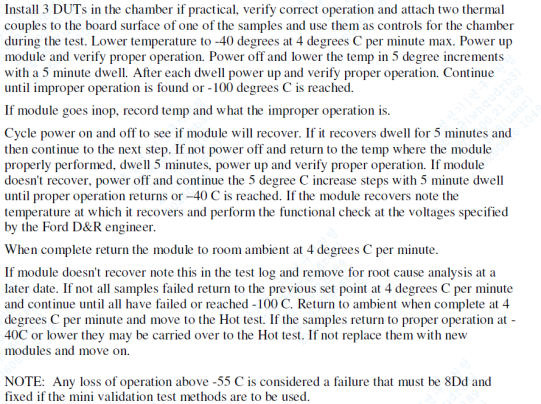 Install 3 DUTs in the chamber if practical, verify correct operation and attach two thermal
couples to the board surface of one of the samples and use them as controls for the chamber
during the test. Lower temperature to -40 degrees at 4 degrees C per minute max. Power up
module and verify proper operation. Power off and lower the temp in 5 degree increments
with a 5 minute dwell. After each dwell power up and verify proper operation. Continue
until improper operation is found or -100 degrees C is reached.
If module goes inop, record temp and what the improper operation is.
Cycle power on and off to see if module will recover. If it recovers dwell for 5 minutes and
then continue to the next step. If not power off and return to the temp where the module
properly performed, dwell 5 minutes, power up and verify proper operation. If module
doesn't recover, power off and continue the 5 degree C increase steps with 5 minute dwell
until proper operation returns or –40 C is reached. If the module recovers note the
temperature at which it recovers and perform the functional check at the voltages specified
by the Ford D&R engineer.
When complete return the module to room ambient at 4 degrees C per minute.
If module doesn't recover note this in the test log and remove for root cause analysis at a
later date. If not all samples failed return to the previous set point at 4 degrees C per minute
and continue until all have failed or reached -100 C. Return to ambient when complete at 4
degrees C per minute and move to the Hot test. If the samples return to proper operation at -
40C or lower they may be carried over to the Hot test. If not replace them with new
modules and move on.
NOTE: Any loss of operation above -55 C is considered a failure that must be 8Dd and
fixed if the mini validation test methods are to be used.